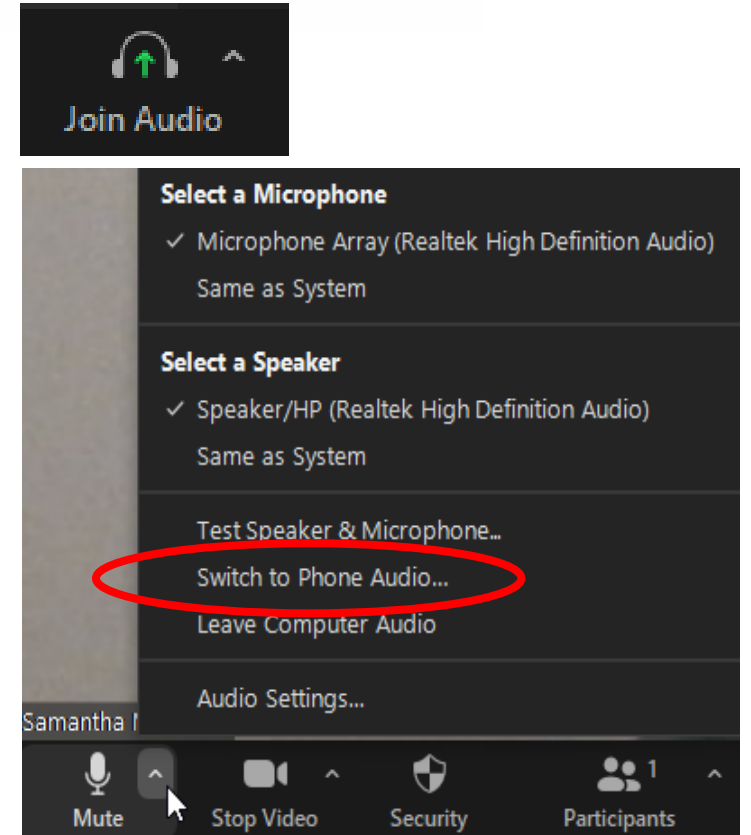 Join Audio
Select a Microphone
Microphone Array (Realtek High Definition Audio)
Same as System
Select a Speaker
Speaker/HP (Realtek High Definition Audio)
Same as System
Test Speaker & Microphone...
Switch to Phone Audio...
Leave Computer Audio
Audio Settings...
Samantha
1
Mute Stop Video Security Participants